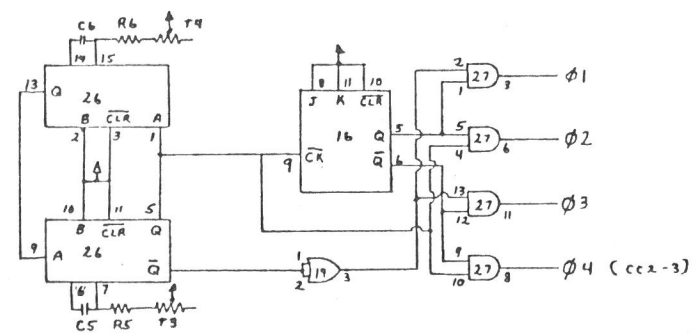 C6 R6 T4
14 15
13 Q 26
B CLR A
2 3 1
10 11 5
B CLR Q
9 A 26
Q
6 7
C5 R5 T3
8 11 10
J K CLR
16 Q 5
9 CK
Q 6
1
2 19 3
2
1 27 3 Ø1
5
4 27 6 Ø2
13
12 27 11 Ø3
9
10 27 8 Ø4 (CCZ-3)